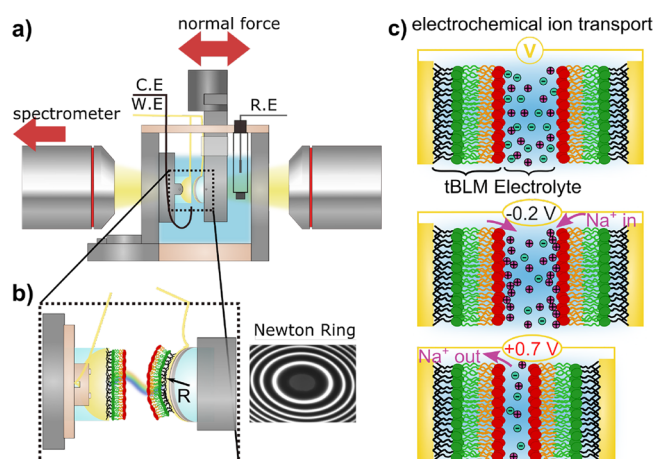 a)
normal force
C.E
W.E
R.E
spectrometer
b)
R
Newton Ring
c)
electrochemical ion transport
V
tBLM Electrolyte
-0.2 V
Na⁺ in
+0.7 V
Na⁺ out